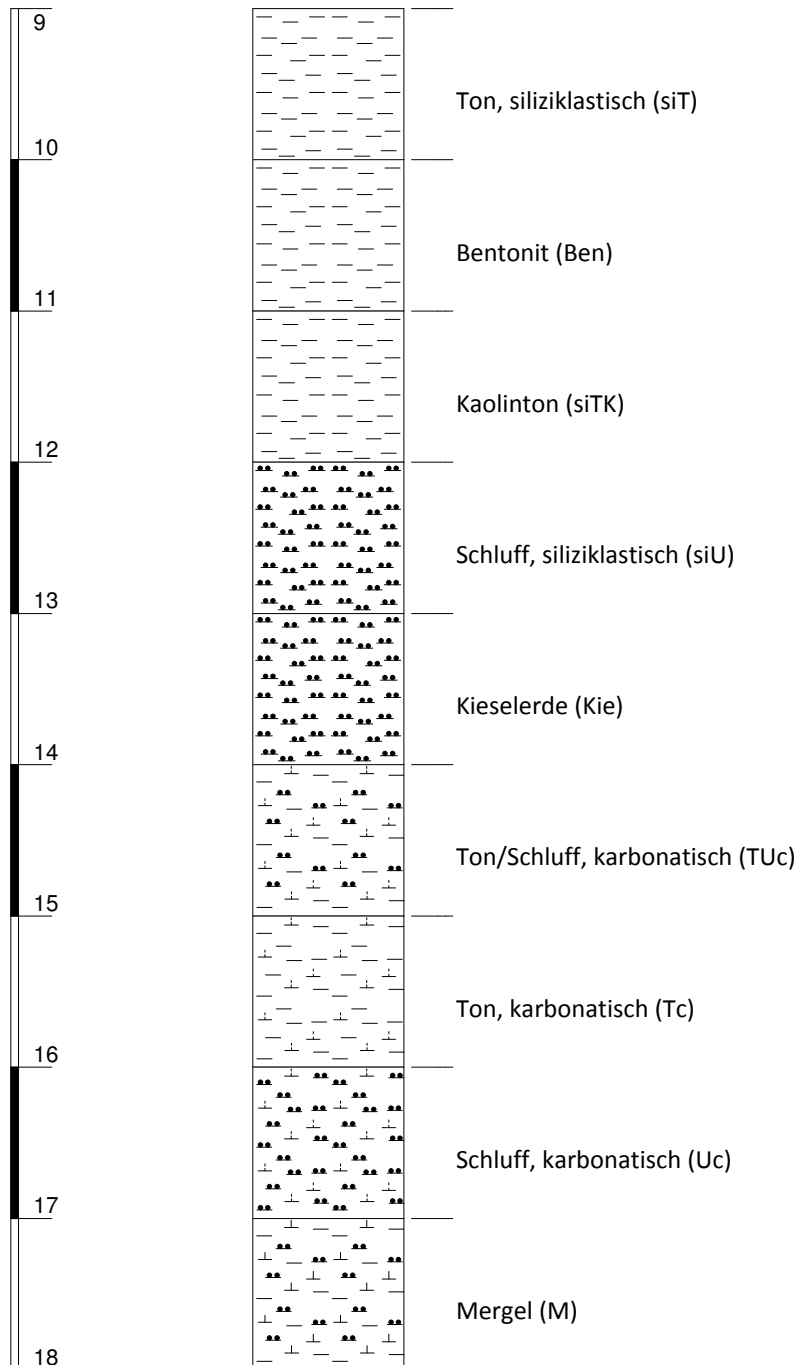 9
Ton, siliziklastisch (siT)
10
Bentonit (Ben)
11
Kaolinton (siTK)
12
Schluff, siliziklastisch (siU)
13
Kieselerde (Kie)
14
Ton/Schluff, karbonatisch (TUc)
15
Ton, karbonatisch (Tc)
16
Schluff, karbonatisch (Uc)
17
Mergel (M)
18